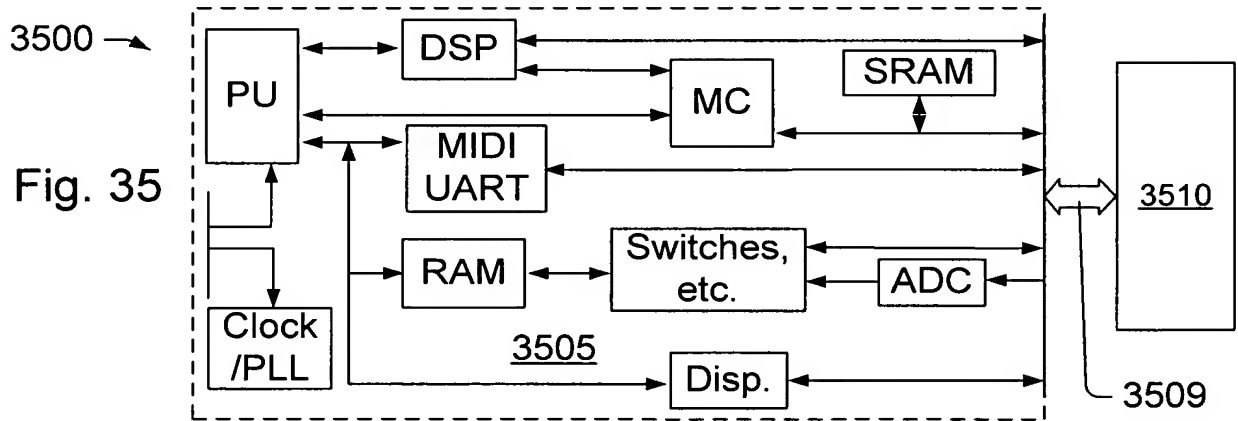 3500
PU
DSP
SRAM
MC
MIDI
UART
Fig. 35
3510
RAM
Switches,
etc.
ADC
Clock
/PLL
3505
Disp.
3509